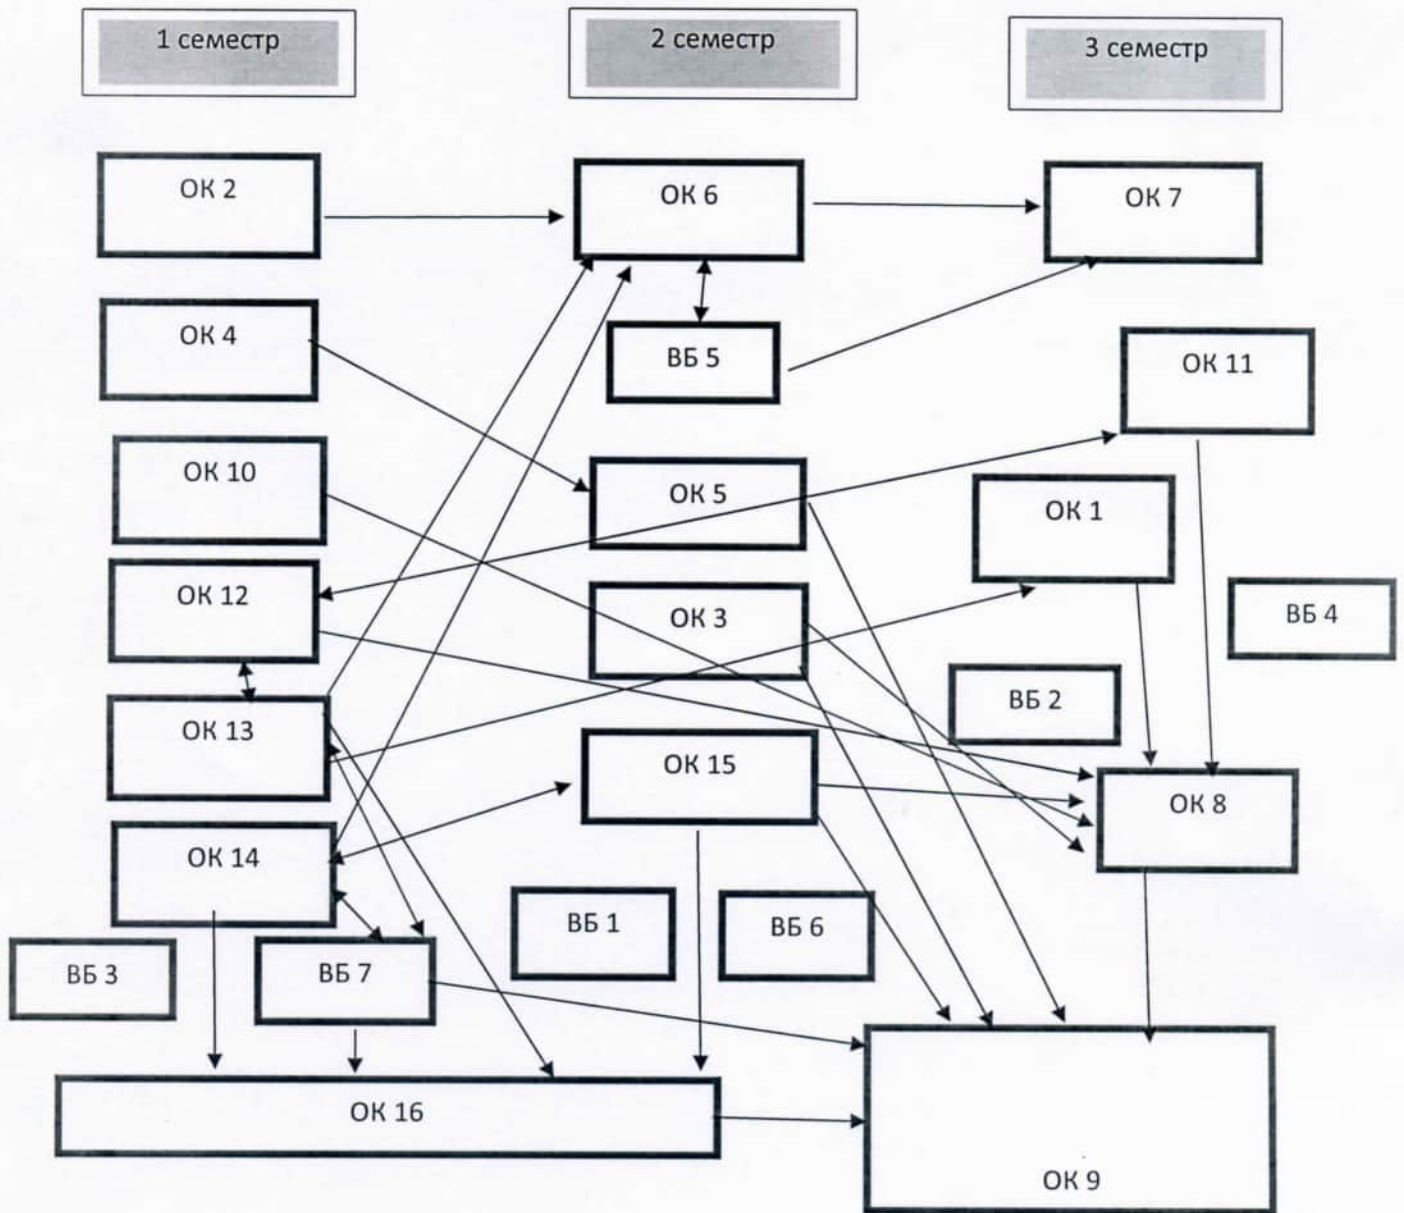 1 семестр
2 семестр
3 семестр
ОК 2
ОК 6
ОК 7
ОК 4
ВБ 5
ОК 11
ОК 10
ОК 5
ОК 1
ОК 12
ОК 3
ВБ 4
ВБ 2
ОК 13
ОК 15
ОК 8
ОК 14
ВБ 1
ВБ 6
ВБ 3
ВБ 7
ОК 16
ОК 9